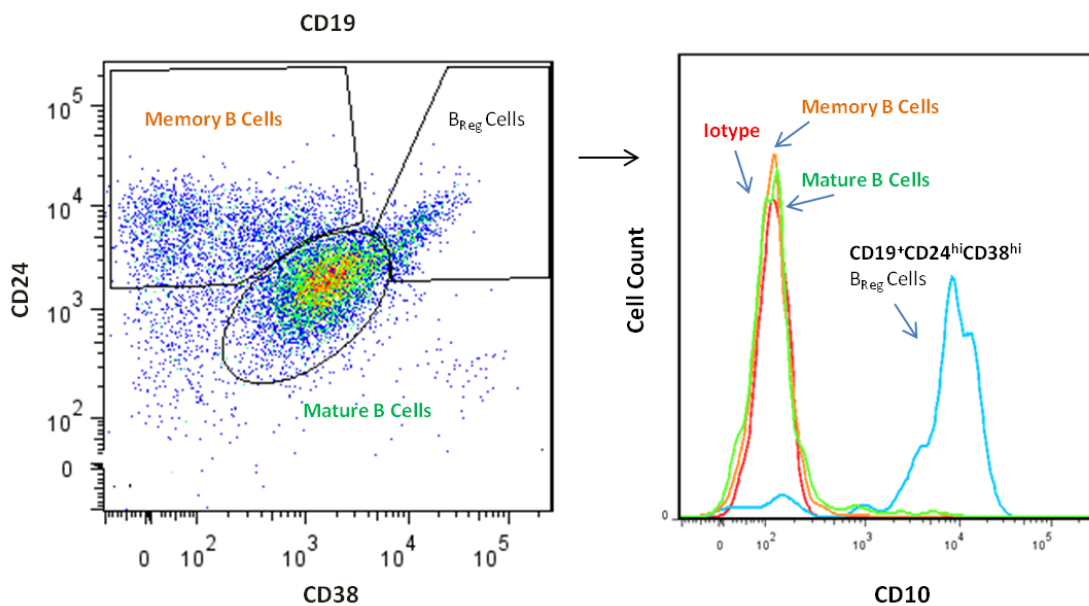 CD19
Memory B Cells
BReg Cells
Mature B Cells
10^5
10^4
10^3
10^2
0
CD24
0
10^2
10^3
10^4
10^5
CD38
Iotype
Memory B Cells
Mature B Cells
CD19+CD24hiCD38hi
BReg Cells
Cell Count
0
0
10^2
10^3
10^4
10^5
CD10